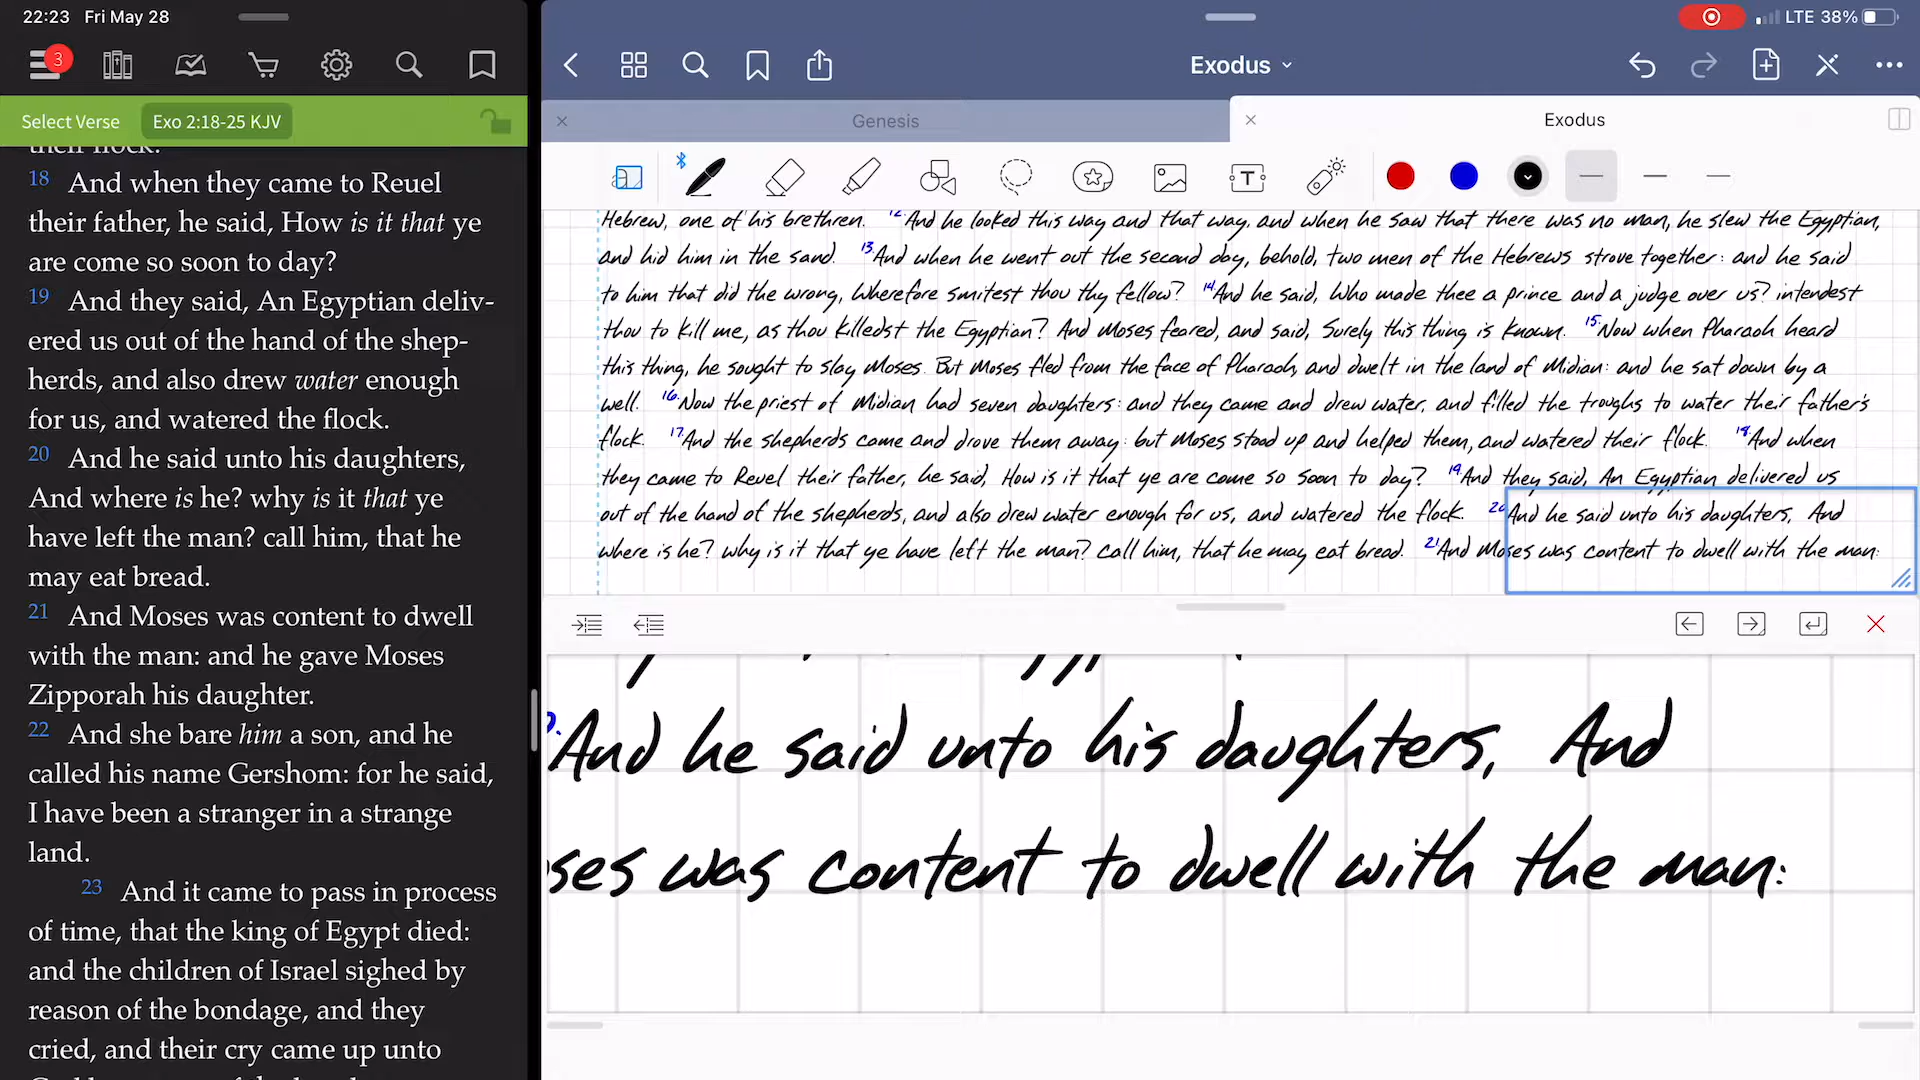 22:23 Fri May 28
3
Select Verse Exo 2:18-25 KJV
their flock.
18 And when they came to Reuel
their father, he said, How is it that ye
are come so soon to day?
19 And they said, An Egyptian deliv-
ered us out of the hand of the shep-
herds, and also drew water enough
for us, and watered the flock.
20 And he said unto his daughters,
And where is he? why is it that ye
have left the man? call him, that he
may eat bread.
21 And Moses was content to dwell
with the man: and he gave Moses
Zipporah his daughter.
22 And she bare him a son, and he
called his name Gershom: for he said,
I have been a stranger in a strange
land.
23 And it came to pass in process
of time, that the king of Egypt died:
and the children of Israel sighed by
reason of the bondage, and they
cried, and their cry came up unto
LTE 38%
Exodus
Genesis
Exodus
T
Hebrew, one of his brethren. 12. And he looked this way and that way, and when he saw that there was no man, he slew the Egyptian,
and hid him in the sand. 13. And when he went out the second day, behold, two men of the Hebrews strove together: and he said
to him that did the wrong, Wherefore smitest thou thy fellow? 14. And he said, Who made thee a prince and a judge over us? intendest
thou to kill me, as thou killedst the Egyptian? And Moses feared, and said, Surely this thing is known. 15. Now when Pharaoh heard
this thing, he sought to slay Moses. But Moses fled from the face of Pharaoh, and dwelt in the land of Midian: and he sat down by a
well. 16. Now the priest of Midian had seven daughters: and they came and drew water, and filled the troughs to water their father's
flock. 17. And the shepherds came and drove them away: but Moses stood up and helped them, and watered their flock. 18. And when
they came to Reuel their father, he said, How is it that ye are come so soon to day? 19. And they said, An Egyptian delivered us
out of the hand of the shepherds, and also drew water enough for us, and watered the flock. 20. And he said unto his daughters, And
where is he? why is it that ye have left the man? call him, that he may eat bread. 21. And Moses was content to dwell with the man:
And he said unto his daughters, And
ses was content to dwell with the man: